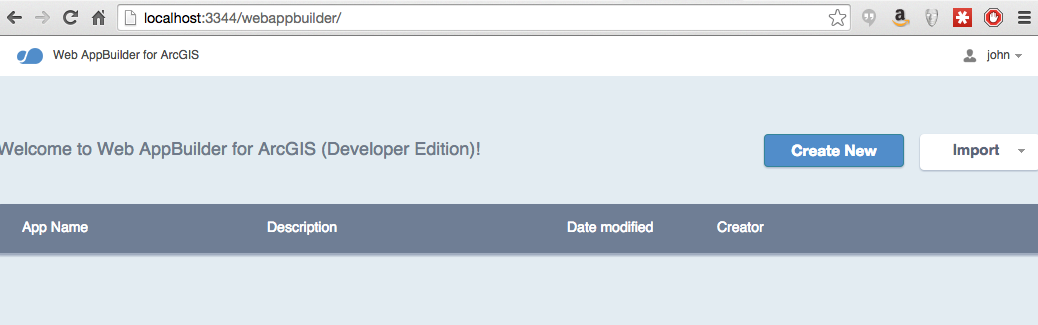 localhost:3344/webappbuilder/
Web AppBuilder for ArcGIS john
Welcome to Web AppBuilder for ArcGIS (Developer Edition)! Create New Import
App Name Description Date modified Creator